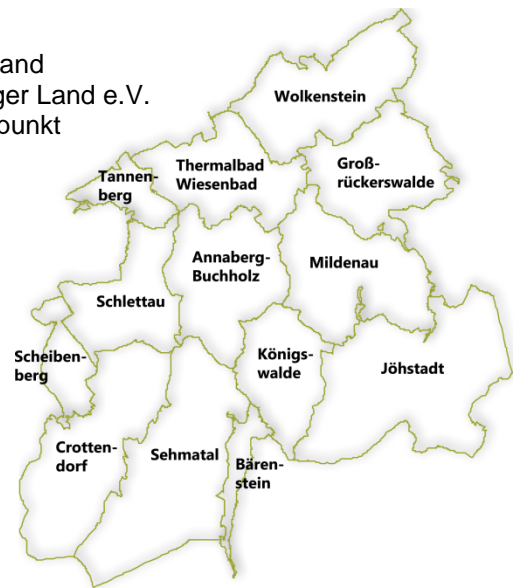 and
ger Land e.V.
punkt
Wolkenstein
Groß-
rückerswalde
Thermalbad
Wiesenbad
Tannen-
berg
Annaberg-
Buchholz
Mildenau
Schlettau
Scheiben-
berg
Königs-
walde
Jöhstadt
Crotten-
dorf
Sehmatal
Bären-
stein